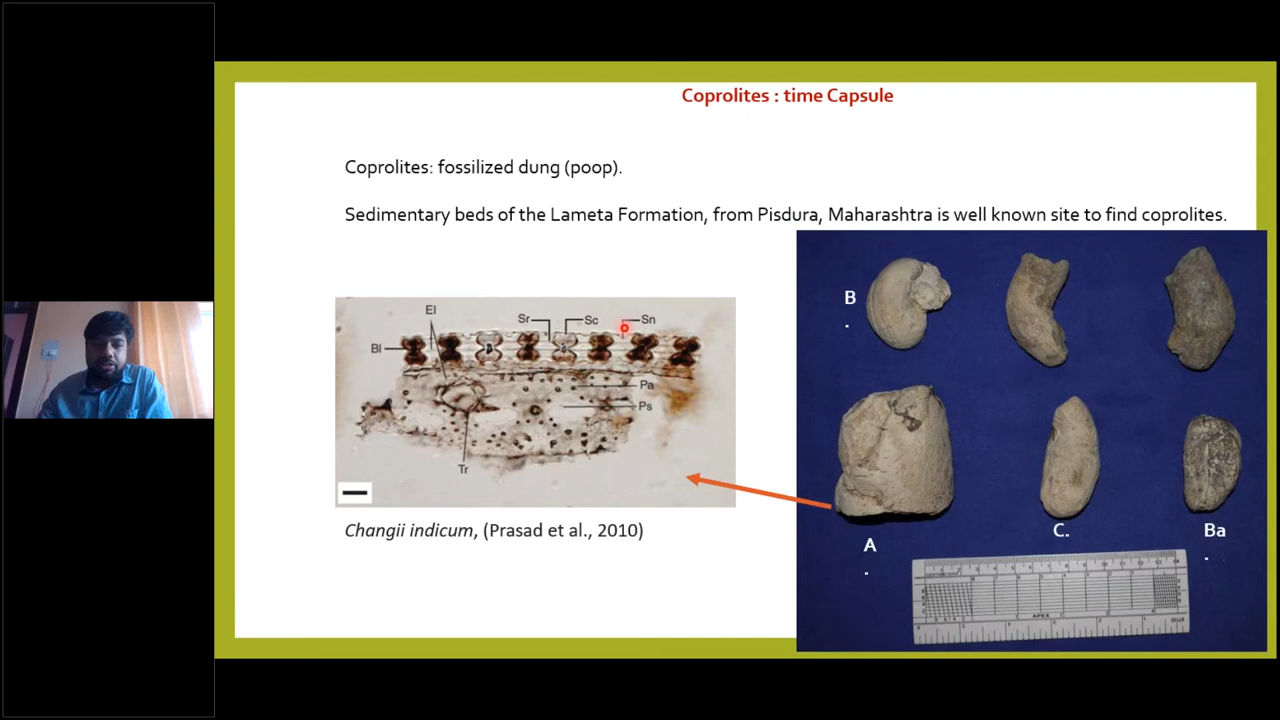 Coprolites : time Capsule
Coprolites: fossilized dung (poop).
Sedimentary beds of the Lameta Formation, from Pisdura, Maharashtra is well known site to find coprolites.
El
Sr
Sc
Sn
Bl
Pa
Ps
Tr
Changii indicum, (Prasad et al., 2010)
B
.
A
.
C.
Ba
.
APEX